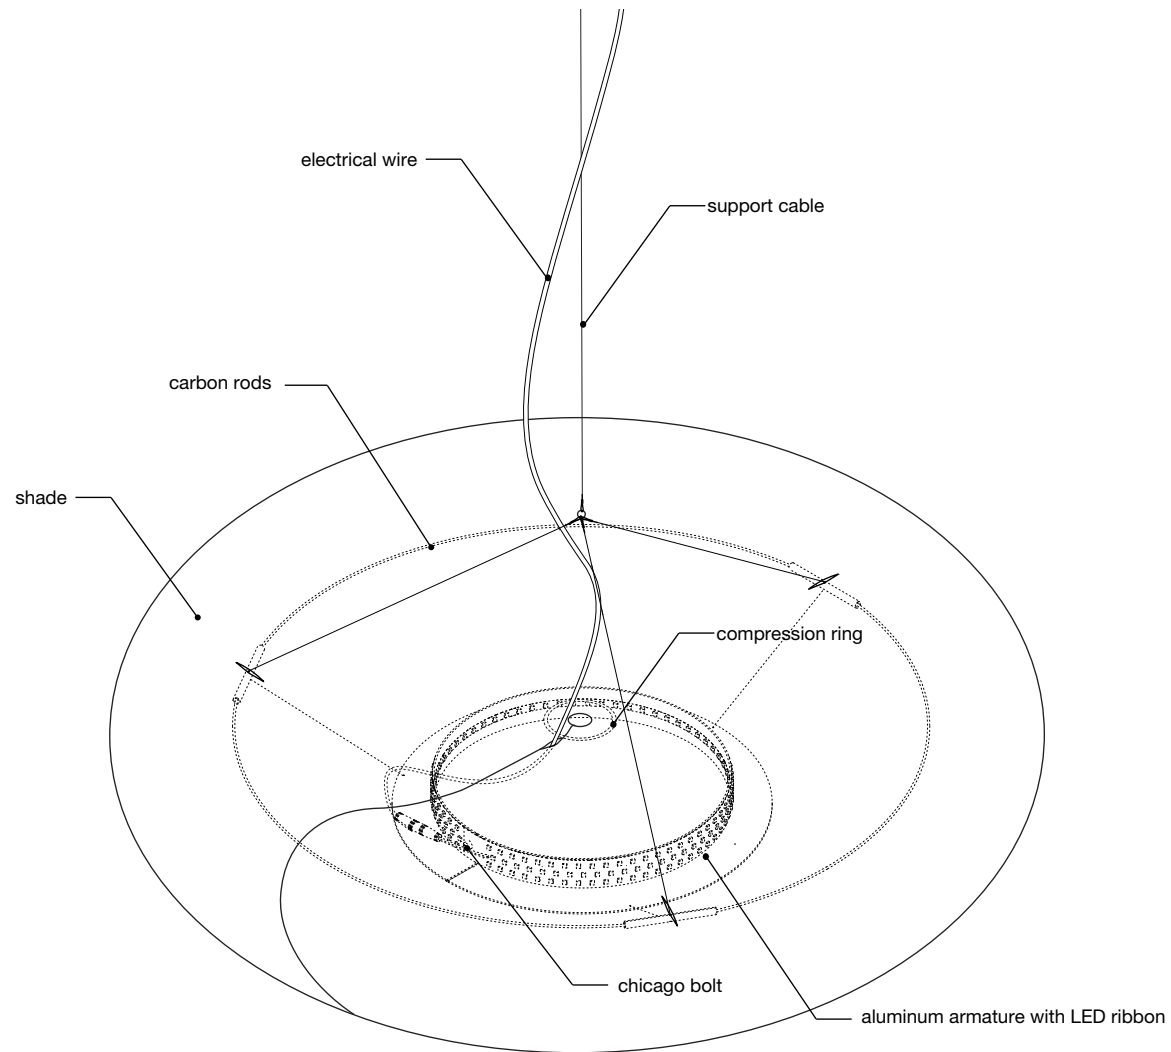 electrical wire
support cable
carbon rods
shade
compression ring
chicago bolt
aluminum armature with LED ribbon